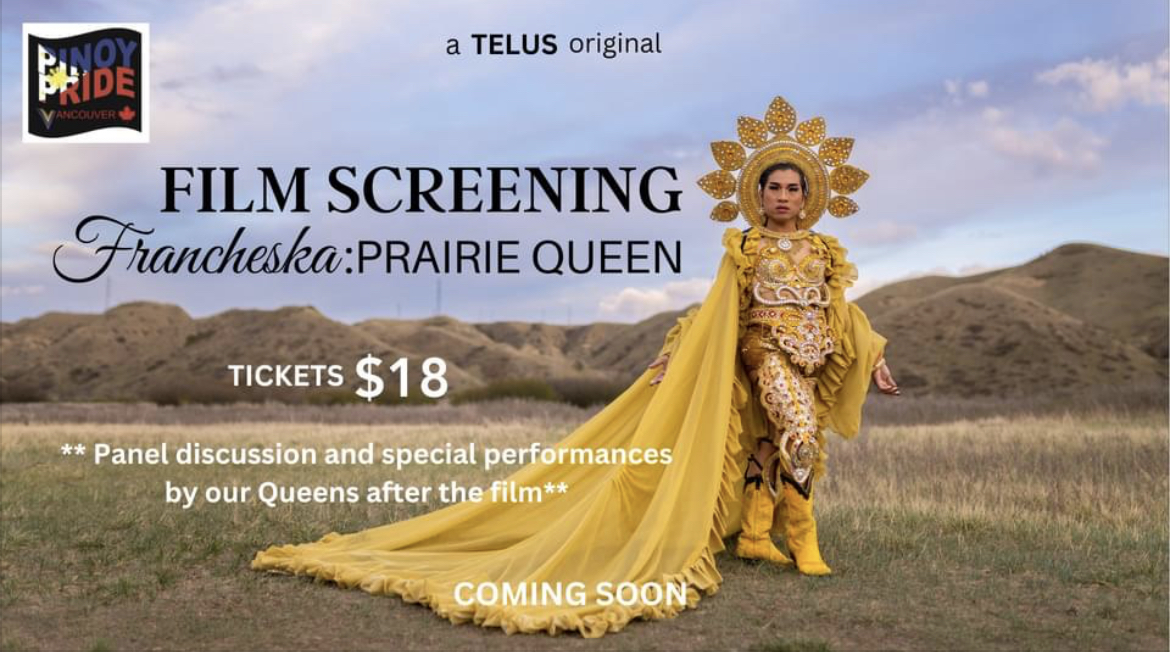 PINOY
PRIDE
VANCOUVER
a TELUS original
FILM SCREENING
Francheska:PRAIRIE QUEEN
TICKETS $18
** Panel discussion and special performances
by our Queens after the film**
COMING SOON